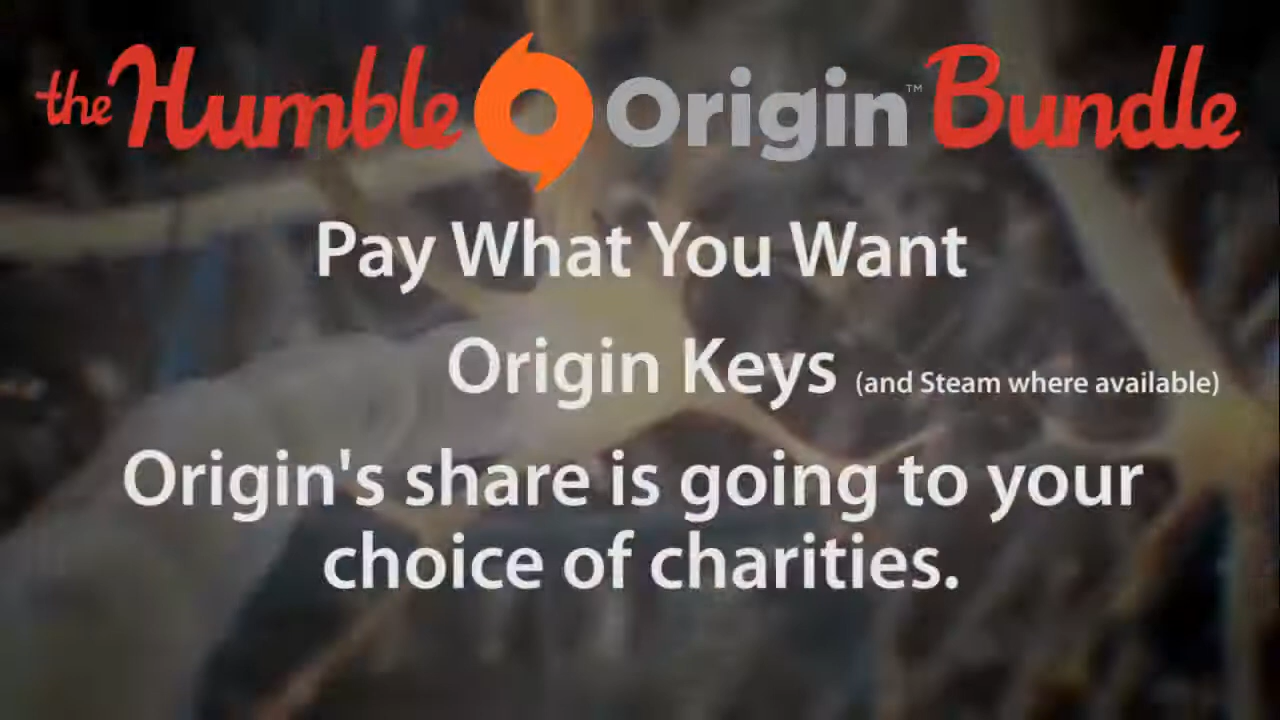 the Humble Origin™ Bundle
Pay What You Want
Origin Keys (and Steam where available)
Origin's share is going to your
choice of charities.